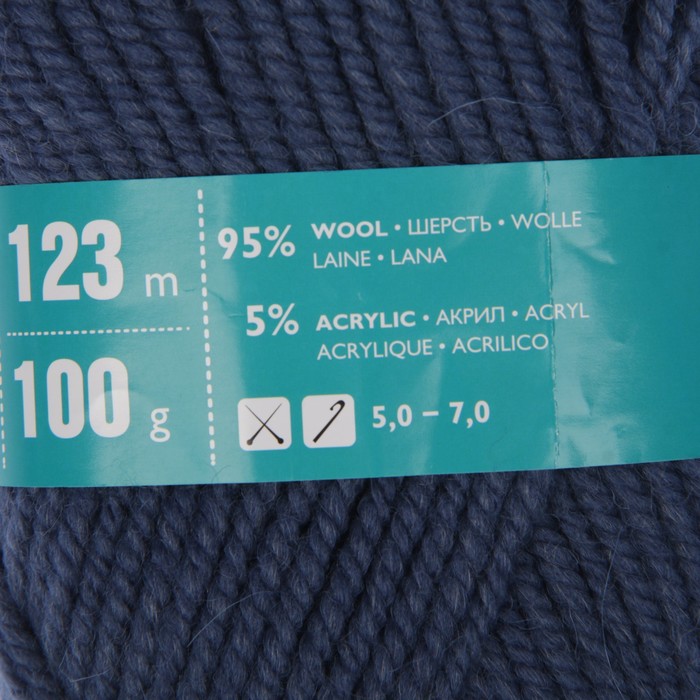 123 m
100 g
95% WOOL • ШЕРСТЬ • WOLLE
LAINE • LANA
5% ACRYLIC • АКРИЛ • ACRYL
ACRYLIQUE • ACRILICO
5,0 – 7,0